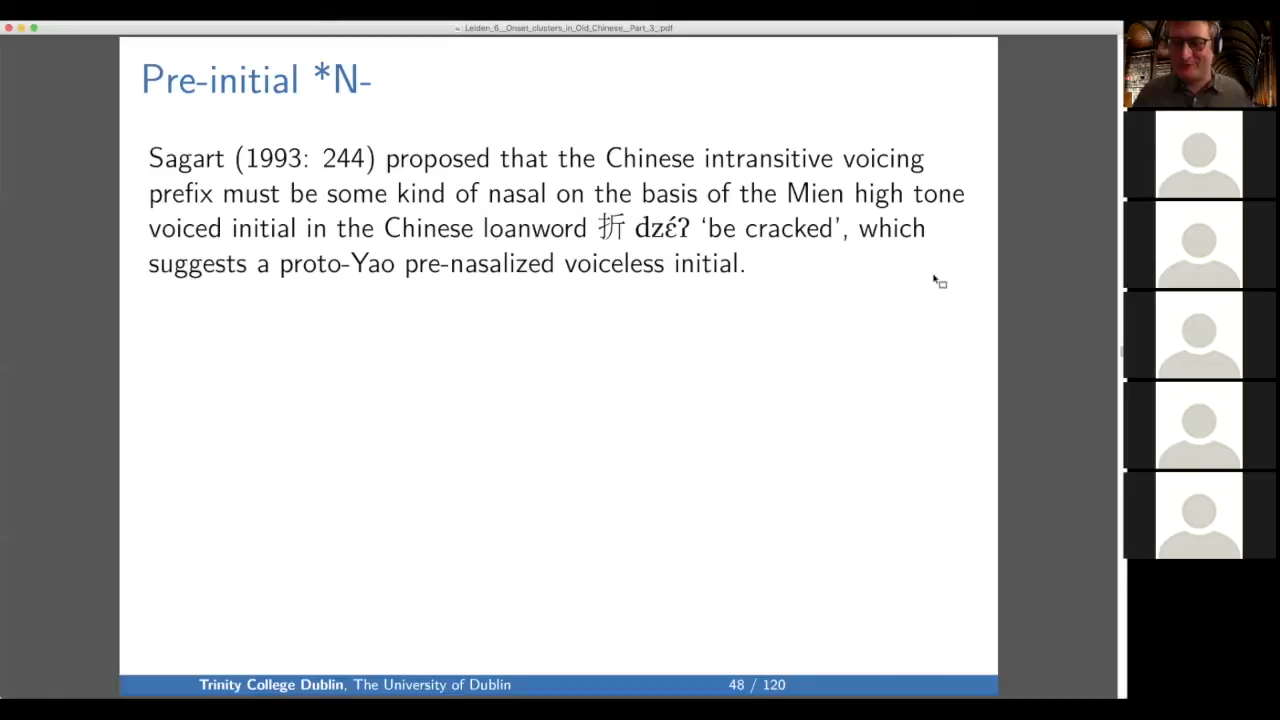 Leiden_6__Onset_clusters_in_Old_Chinese__Part_3_.pdf
Pre-initial *N-
Sagart (1993: 244) proposed that the Chinese intransitive voicing
prefix must be some kind of nasal on the basis of the Mien high tone
voiced initial in the Chinese loanword 折 dzɛ́ʔ ‘be cracked’, which
suggests a proto-Yao pre-nasalized voiceless initial.
Trinity College Dublin, The University of Dublin
48 / 120